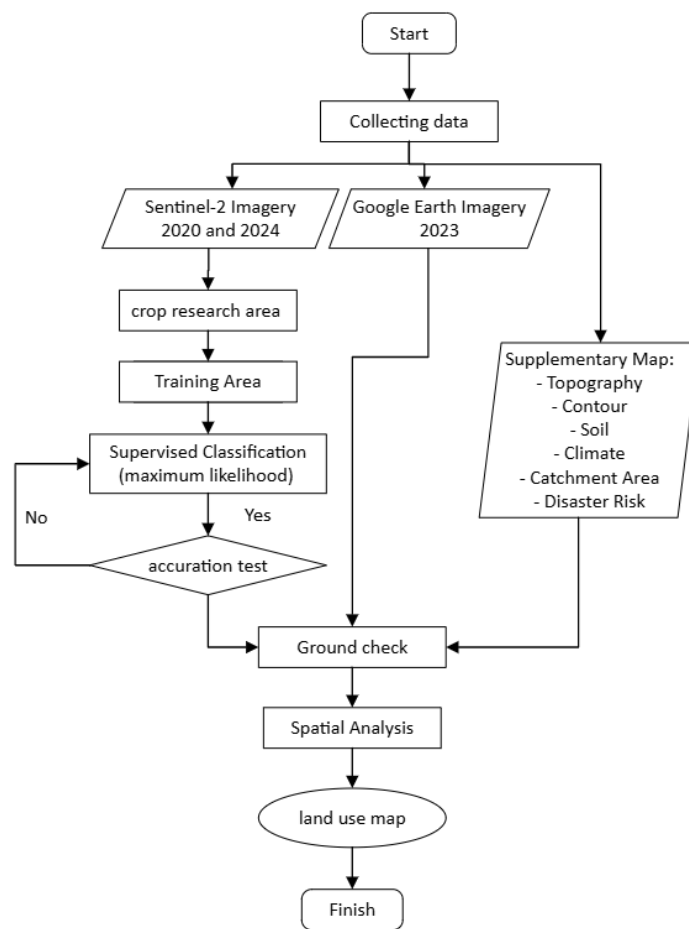 Start
Collecting data
Sentinel-2 Imagery
2020 and 2024
Google Earth Imagery
2023
crop research area
Training Area
Supplementary Map:
- Topography
- Contour
- Soil
- Climate
- Catchment Area
- Disaster Risk
Supervised Classification
(maximum likelihood)
No
Yes
accuration test
Ground check
Spatial Analysis
land use map
Finish